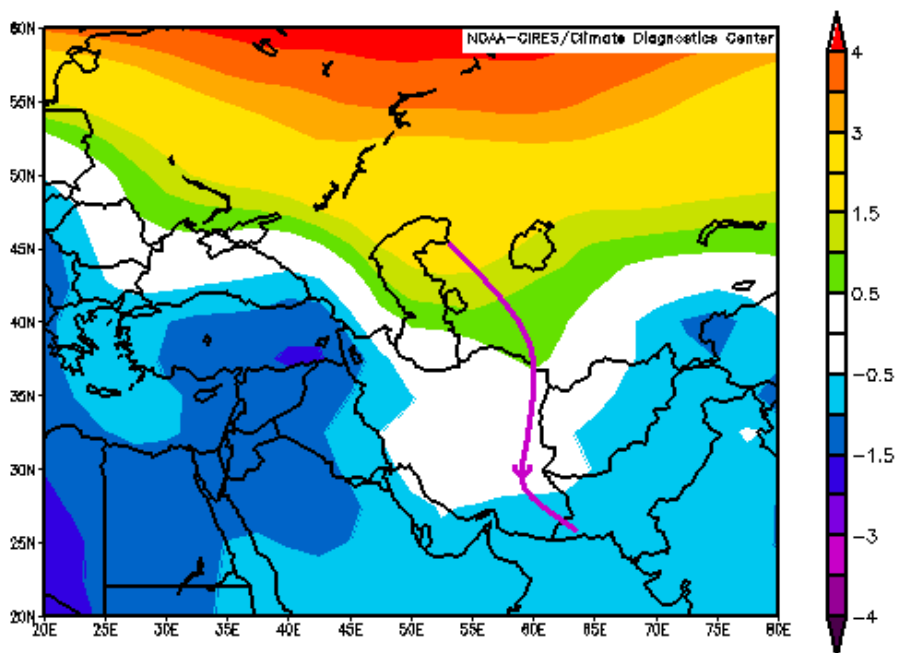 60N
NOAA-CIRES/Climate Diagnostics Center
55N
50N
45N
40N
35N
30N
25N
20N
20E 25E 30E 35E 40E 45E 50E 55E 60E 65E 70E 75E 80E
4
3
1.5
0.5
-0.5
-1.5
-3
-4